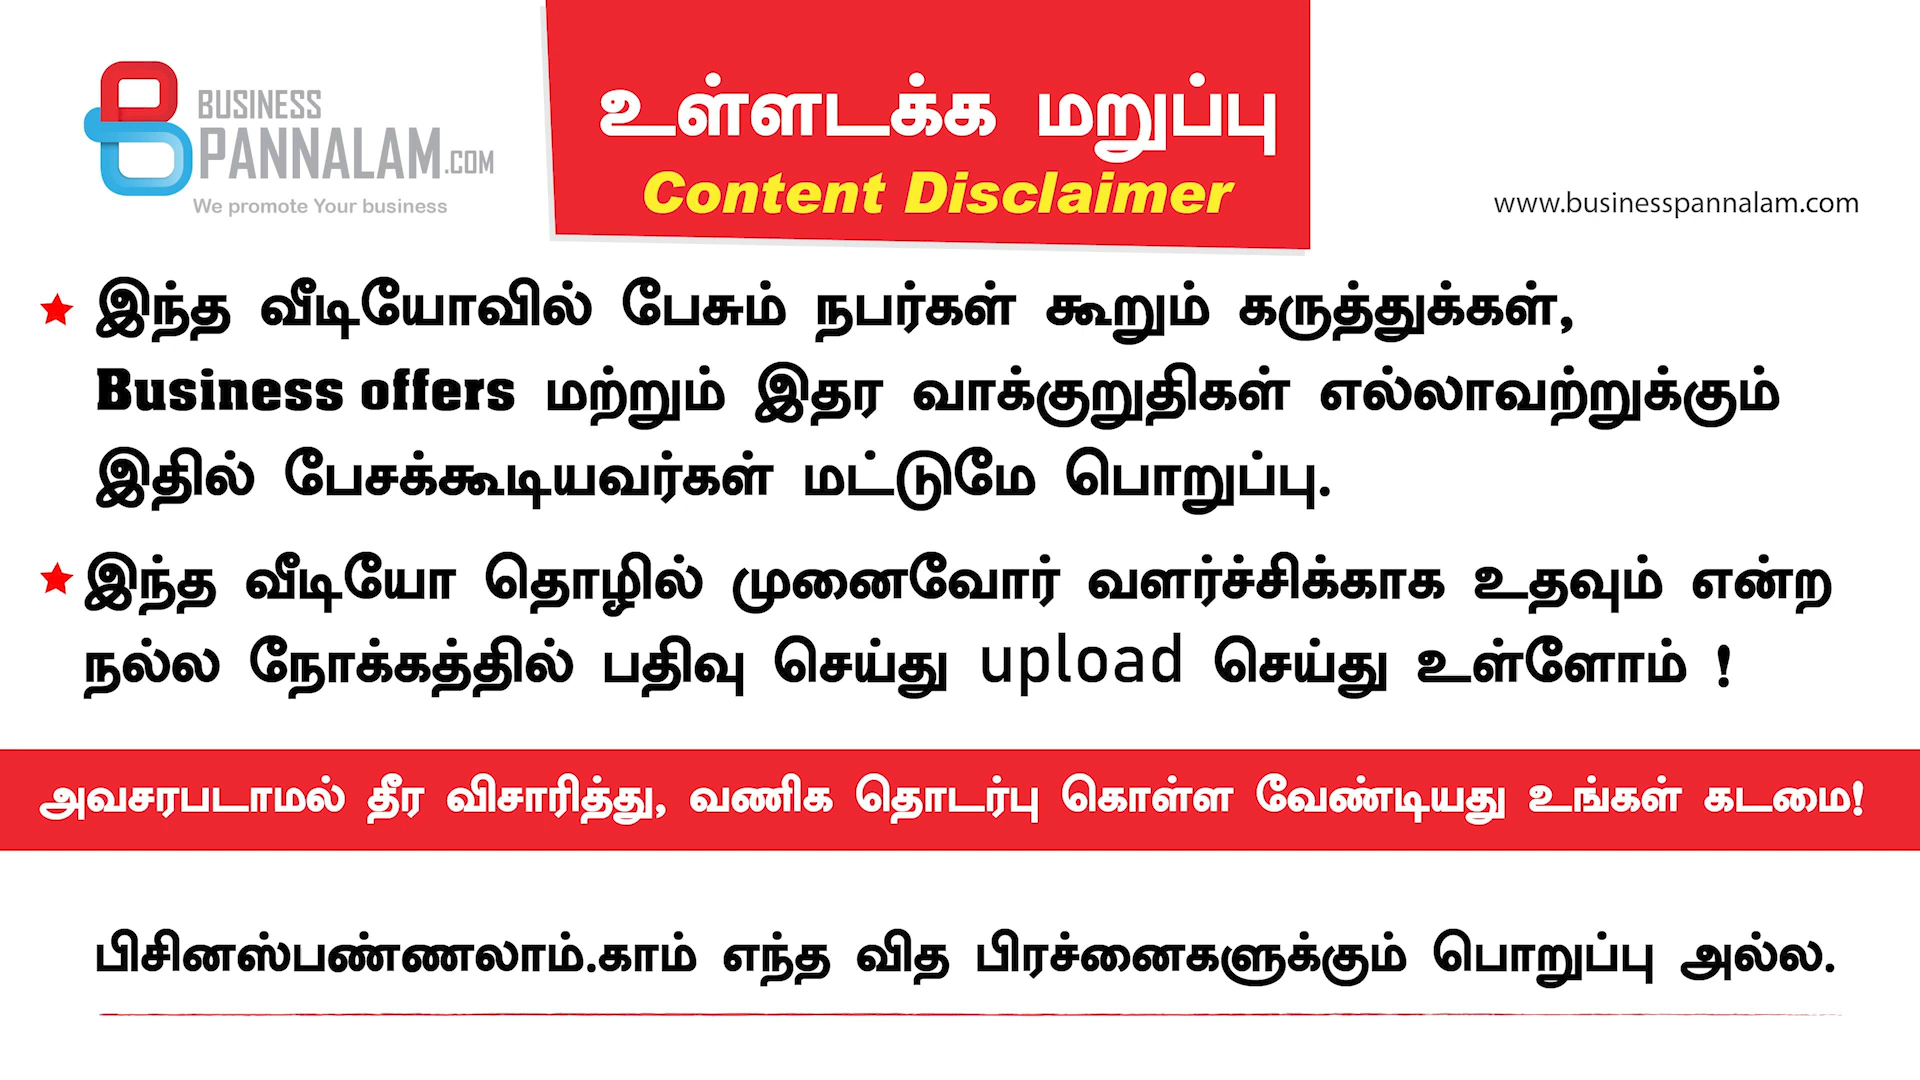 BUSINESS
PANNALAM.COM
We promote Your business
உள்ளடக்க மறுப்பு
Content Disclaimer
www.businesspannalam.com
இந்த வீடியோவில் பேசும் நபர்கள் கூறும் கருத்துக்கள்,
Business offers மற்றும் இதர வாக்குறுதிகள் எல்லாவற்றுக்கும்
இதில் பேசக்கூடியவர்கள் மட்டுமே பொறுப்பு.
இந்த வீடியோ தொழில் முனைவோர் வளர்ச்சிக்காக உதவும் என்ற
நல்ல நோக்கத்தில் பதிவு செய்து upload செய்து உள்ளோம் !
அவசரபடாமல் தீர விசாரித்து, வணிக தொடர்பு கொள்ள வேண்டியது உங்கள் கடமை!
பிசினஸ்பண்ணலாம்.காம் எந்த வித பிரச்னைகளுக்கும் பொறுப்பு அல்ல.